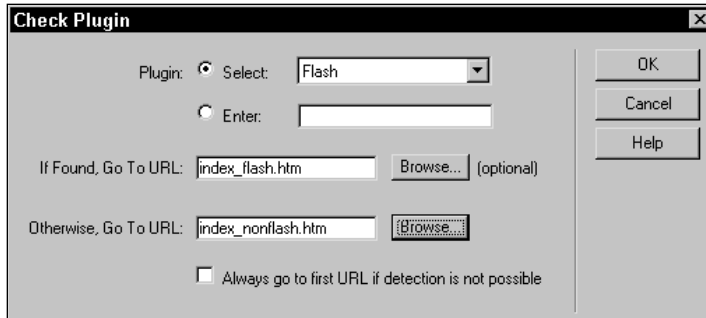 Check Plugin
Plugin: Select: Flash
Enter:
If Found, Go To URL: index_flash.htm Browse... (optional)
Otherwise, Go To URL: index_nonflash.htm Browse...
Always go to first URL if detection is not possible
OK
Cancel
Help